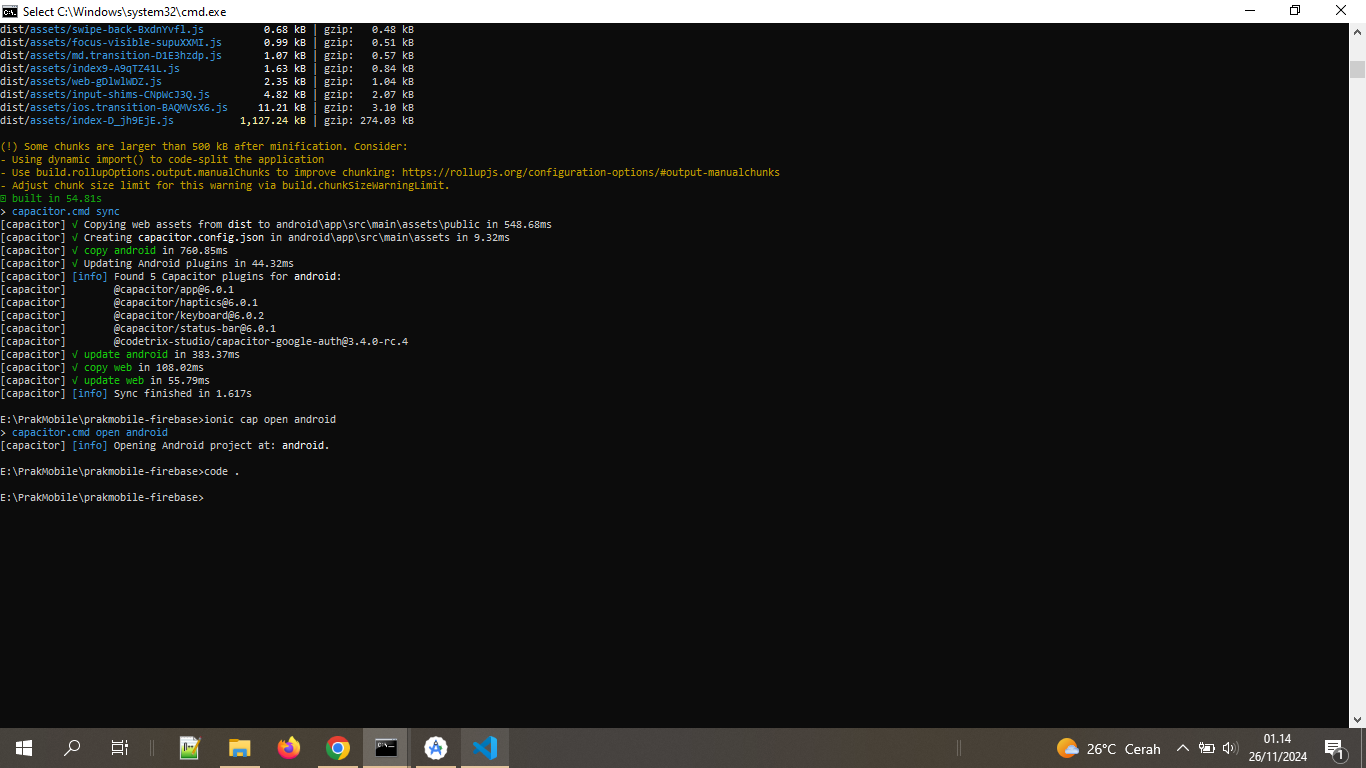 Select C:\Windows\system32\cmd.exe
dist/assets/swipe-back-BxdnYvfl.js 0.68 kB | gzip: 0.48 kB
dist/assets/focus-visible-supuXXMI.js 0.99 kB | gzip: 0.51 kB
dist/assets/md.transition-D1E3hzdp.js 1.07 kB | gzip: 0.57 kB
dist/assets/index9-A9qTZ41L.js 1.63 kB | gzip: 0.84 kB
dist/assets/web-gDlwlWDZ.js 2.35 kB | gzip: 1.04 kB
dist/assets/input-shims-CNpWcJ3Q.js 4.82 kB | gzip: 2.07 kB
dist/assets/ios.transition-BAQMVsX6.js 11.21 kB | gzip: 3.10 kB
dist/assets/index-D_jh9EjE.js 1,127.24 kB | gzip: 274.03 kB
(!) Some chunks are larger than 500 kB after minification. Consider:
- Using dynamic import() to code-split the application
- Use build.rollupOptions.output.manualChunks to improve chunking: https://rollupjs.org/configuration-options/#output-manualchunks
- Adjust chunk size limit for this warning via build.chunkSizeWarningLimit.
built in 54.81s
> capacitor.cmd sync
[capacitor] √ Copying web assets from dist to android\app\src\main\assets\public in 548.68ms
[capacitor] √ Creating capacitor.config.json in android\app\src\main\assets in 9.32ms
[capacitor] √ copy android in 760.85ms
[capacitor] √ Updating Android plugins in 44.32ms
[capacitor] [info] Found 5 Capacitor plugins for android:
[capacitor] @capacitor/app@6.0.1
[capacitor] @capacitor/haptics@6.0.1
[capacitor] @capacitor/keyboard@6.0.2
[capacitor] @capacitor/status-bar@6.0.1
[capacitor] @codetrix-studio/capacitor-google-auth@3.4.0-rc.4
[capacitor] √ update android in 383.37ms
[capacitor] √ copy web in 108.02ms
[capacitor] √ update web in 55.79ms
[capacitor] [info] Sync finished in 1.617s
E:\PrakMobile\prakmobile-firebase>ionic cap open android
> capacitor.cmd open android
[capacitor] [info] Opening Android project at: android.
E:\PrakMobile\prakmobile-firebase>code .
E:\PrakMobile\prakmobile-firebase>
26°C Cerah
01.14
26/11/2024
1